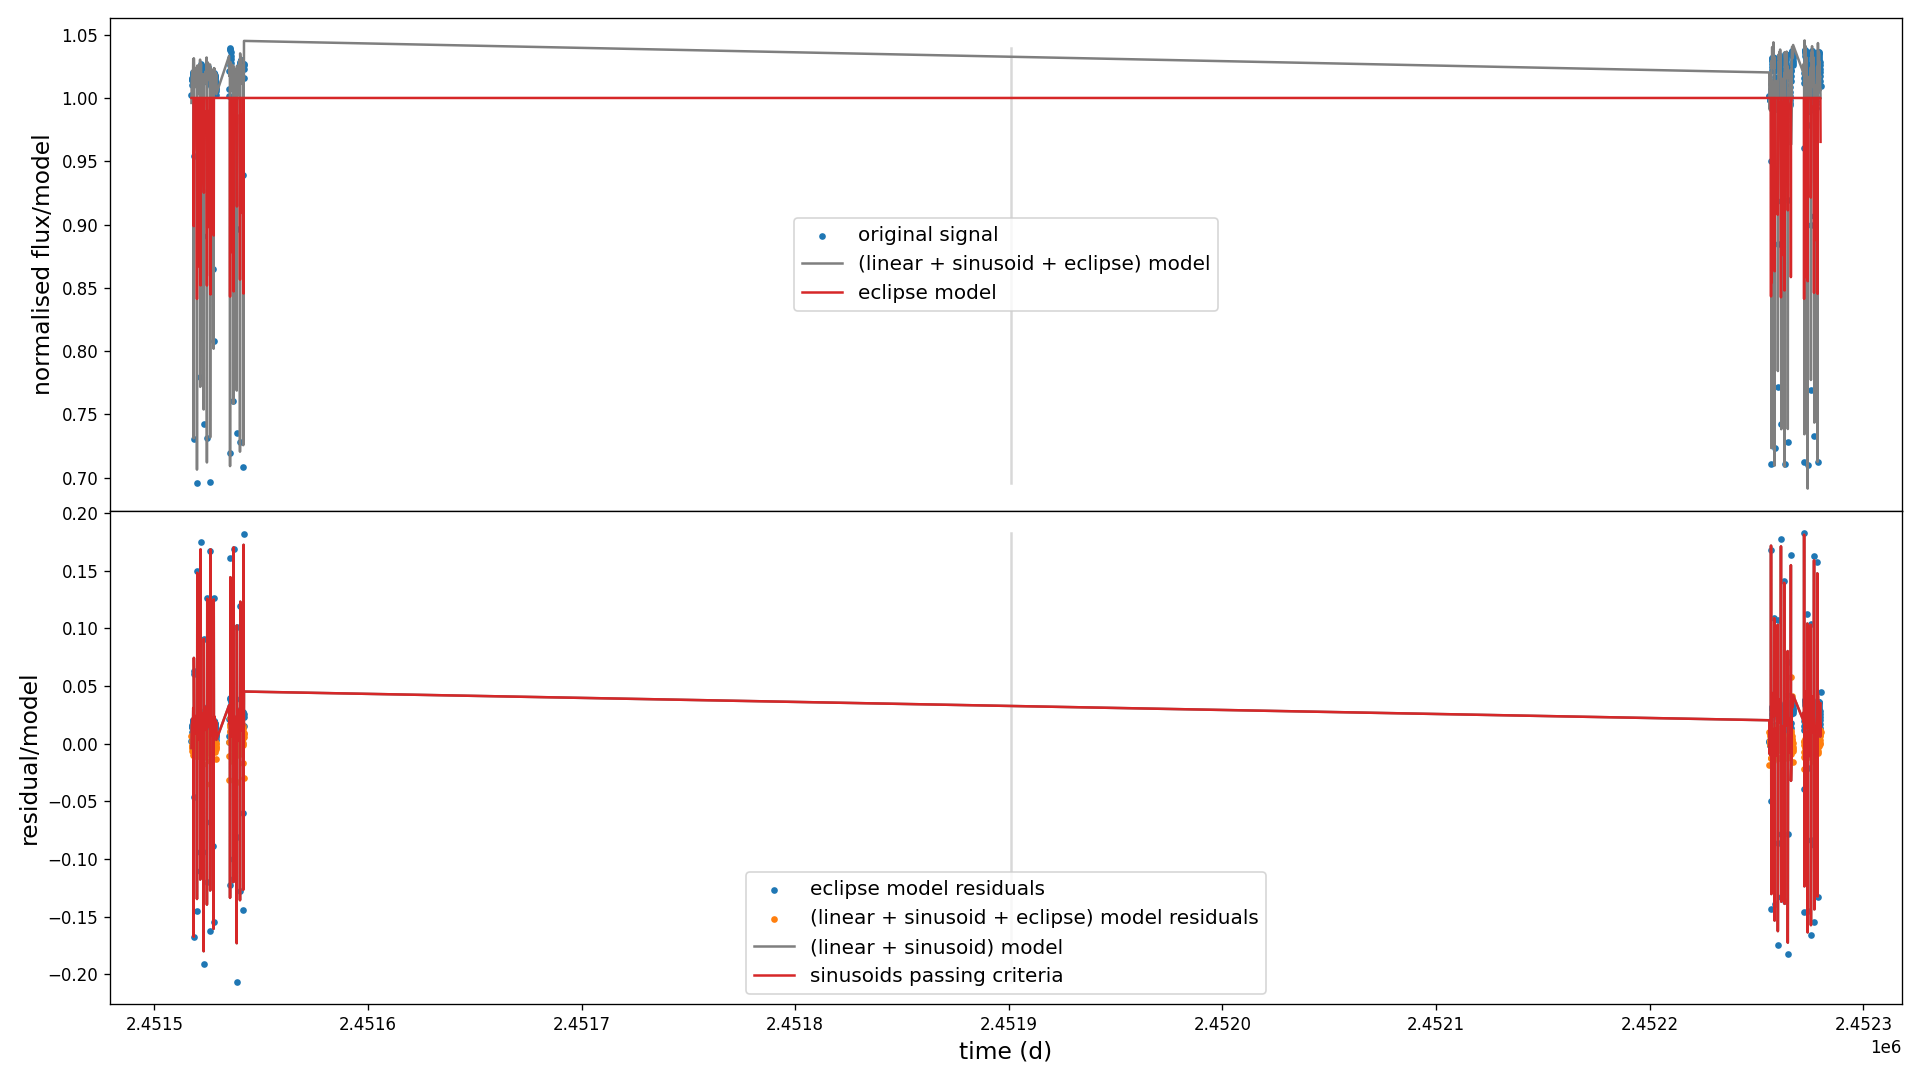 normalised flux/model
1.05
1.00
0.95
0.90
0.85
0.80
0.75
0.70
original signal
(linear + sinusoid + eclipse) model
eclipse model
residual/model
0.20
0.15
0.10
0.05
0.00
−0.05
−0.10
−0.15
−0.20
eclipse model residuals
(linear + sinusoid + eclipse) model residuals
(linear + sinusoid) model
sinusoids passing criteria
2.4515 2.4516 2.4517 2.4518 2.4519 2.4520 2.4521 2.4522 2.4523
1e6
time (d)